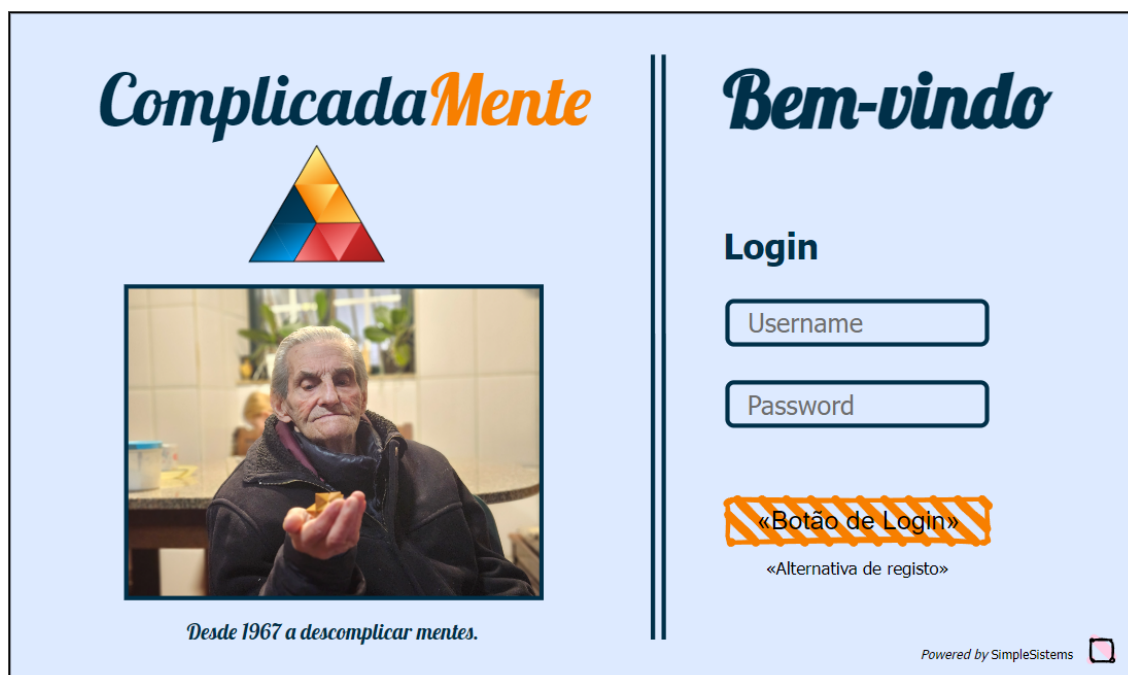 ComplicadaMente
Desde 1967 a descomplicar mentes.
Bem-vindo
Login
Username
Password
«Botão de Login»
«Alternativa de registo»
Powered by SimpleSistems